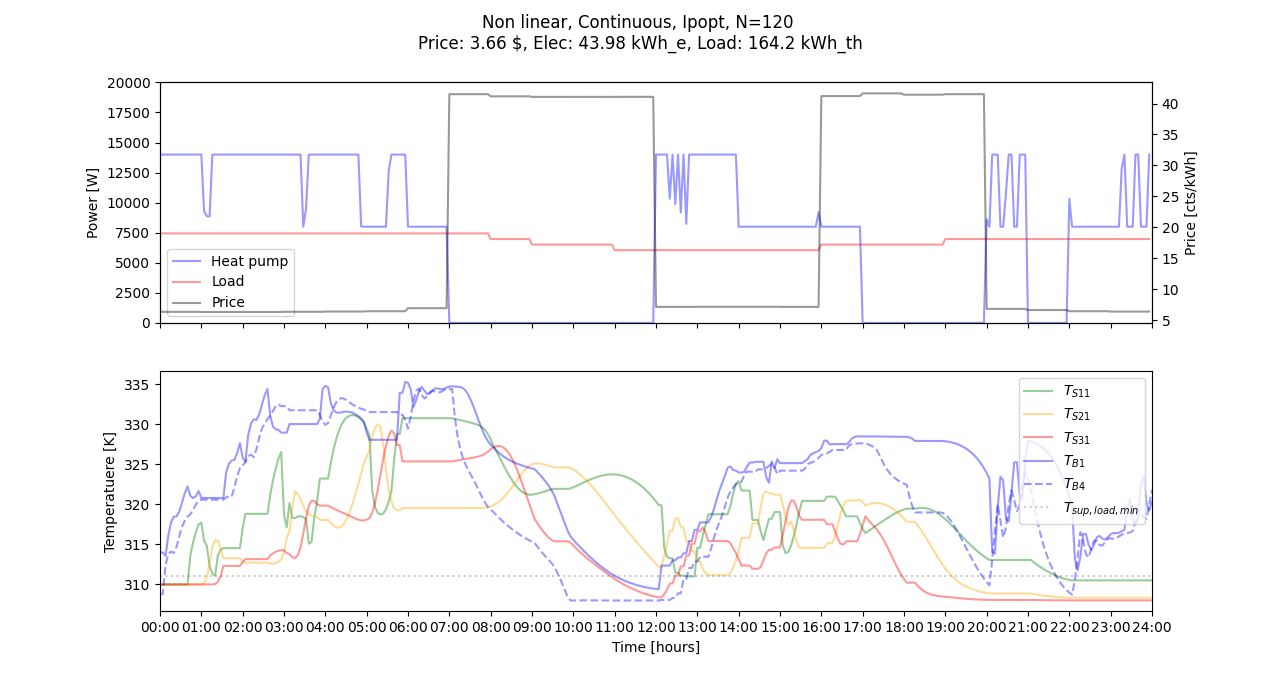 Non linear, Continuous, Ipopt, N=120
Price: 3.66 $, Elec: 43.98 kWh_e, Load: 164.2 kWh_th
20000
17500
15000
12500
10000
7500
5000
2500
0
Power [W]
Heat pump
Load
Price
40
35
30
25
20
15
10
5
Price [cts/kWh]
335
330
325
320
315
310
Temperatuere [K]
T_{S11}
T_{S21}
T_{S31}
T_{B1}
T_{B4}
T_{sup,load,min}
00:00 01:00 02:00 03:00 04:00 05:00 06:00 07:00 08:00 09:00 10:00 11:00 12:00 13:00 14:00 15:00 16:00 17:00 18:00 19:00 20:00 21:00 22:00 23:00 24:00
Time [hours]